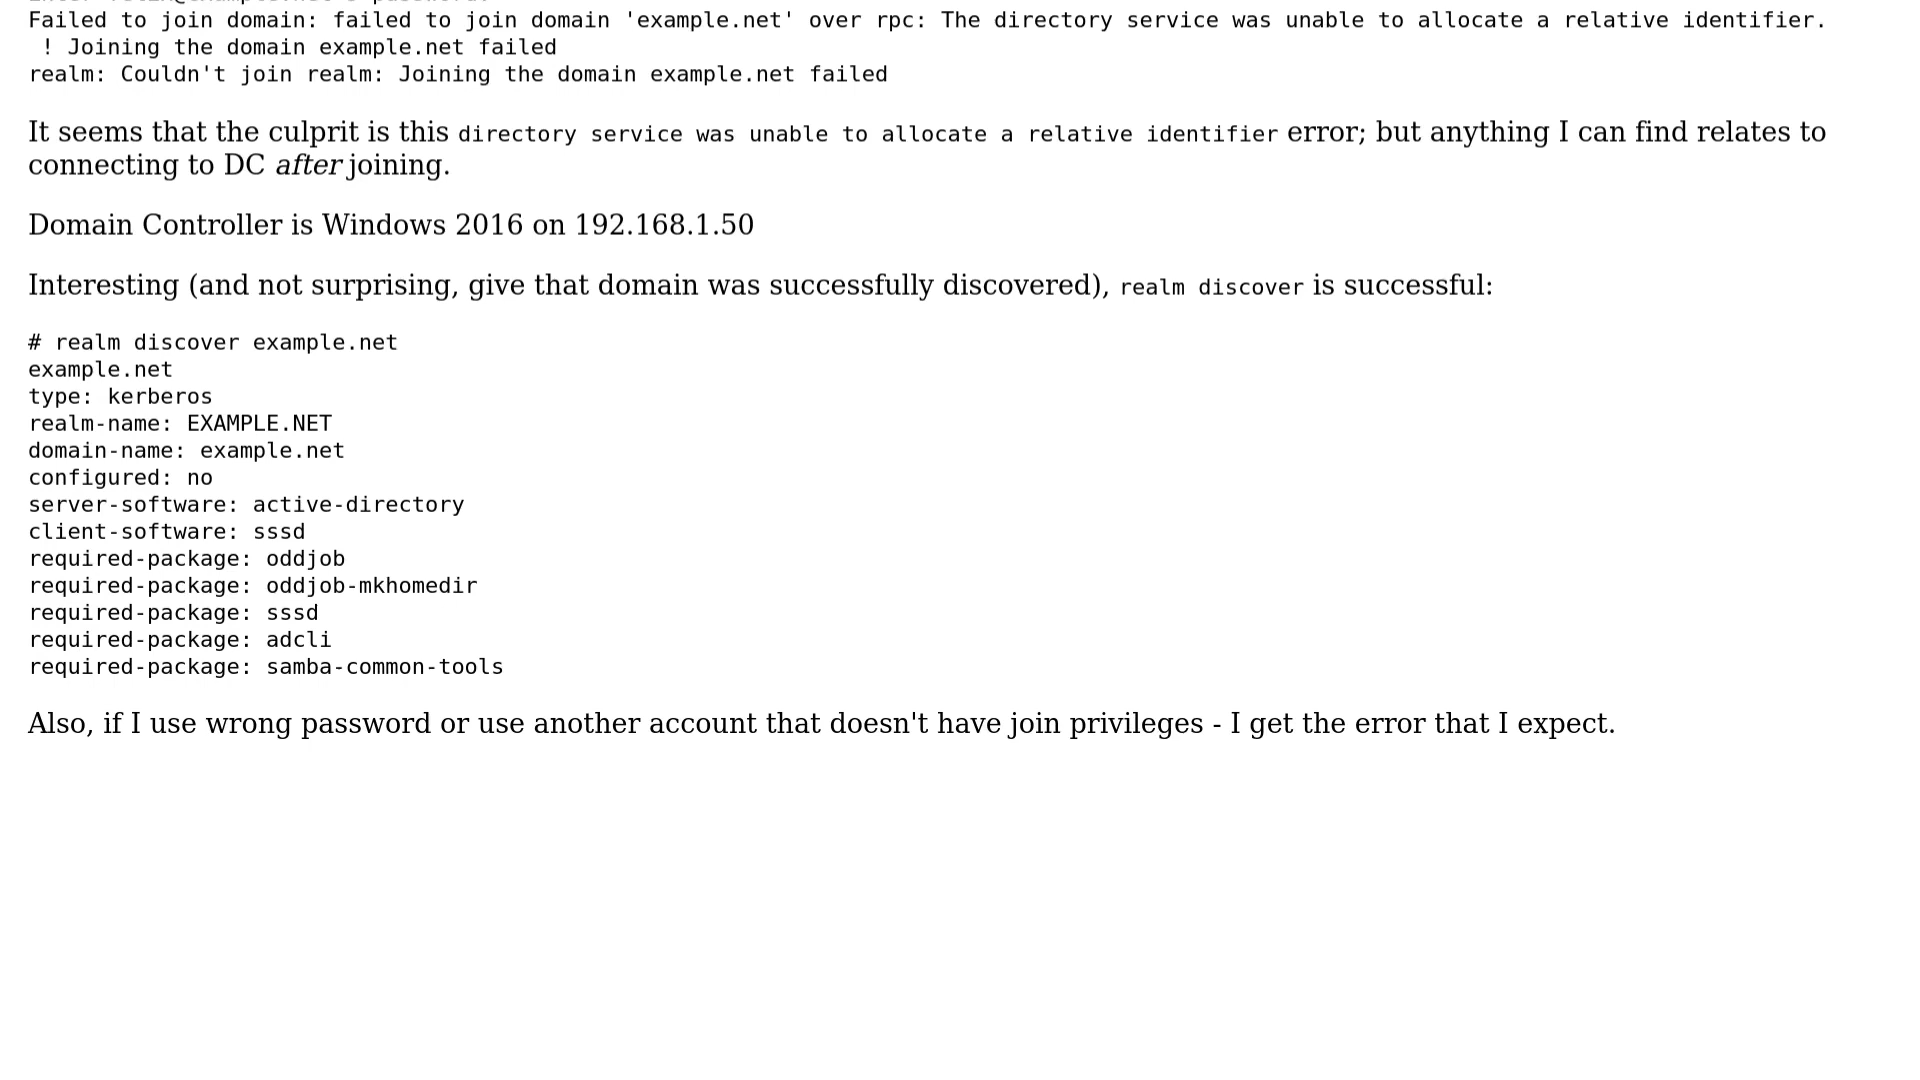 Failed to join domain: failed to join domain 'example.net' over rpc: The directory service was unable to allocate a relative identifier.
! Joining the domain example.net failed
realm: Couldn't join realm: Joining the domain example.net failed
It seems that the culprit is this directory service was unable to allocate a relative identifier error; but anything I can find relates to
connecting to DC after joining.
Domain Controller is Windows 2016 on 192.168.1.50
Interesting (and not surprising, give that domain was successfully discovered), realm discover is successful:
# realm discover example.net
example.net
type: kerberos
realm-name: EXAMPLE.NET
domain-name: example.net
configured: no
server-software: active-directory
client-software: sssd
required-package: oddjob
required-package: oddjob-mkhomedir
required-package: sssd
required-package: adcli
required-package: samba-common-tools
Also, if I use wrong password or use another account that doesn't have join privileges - I get the error that I expect.